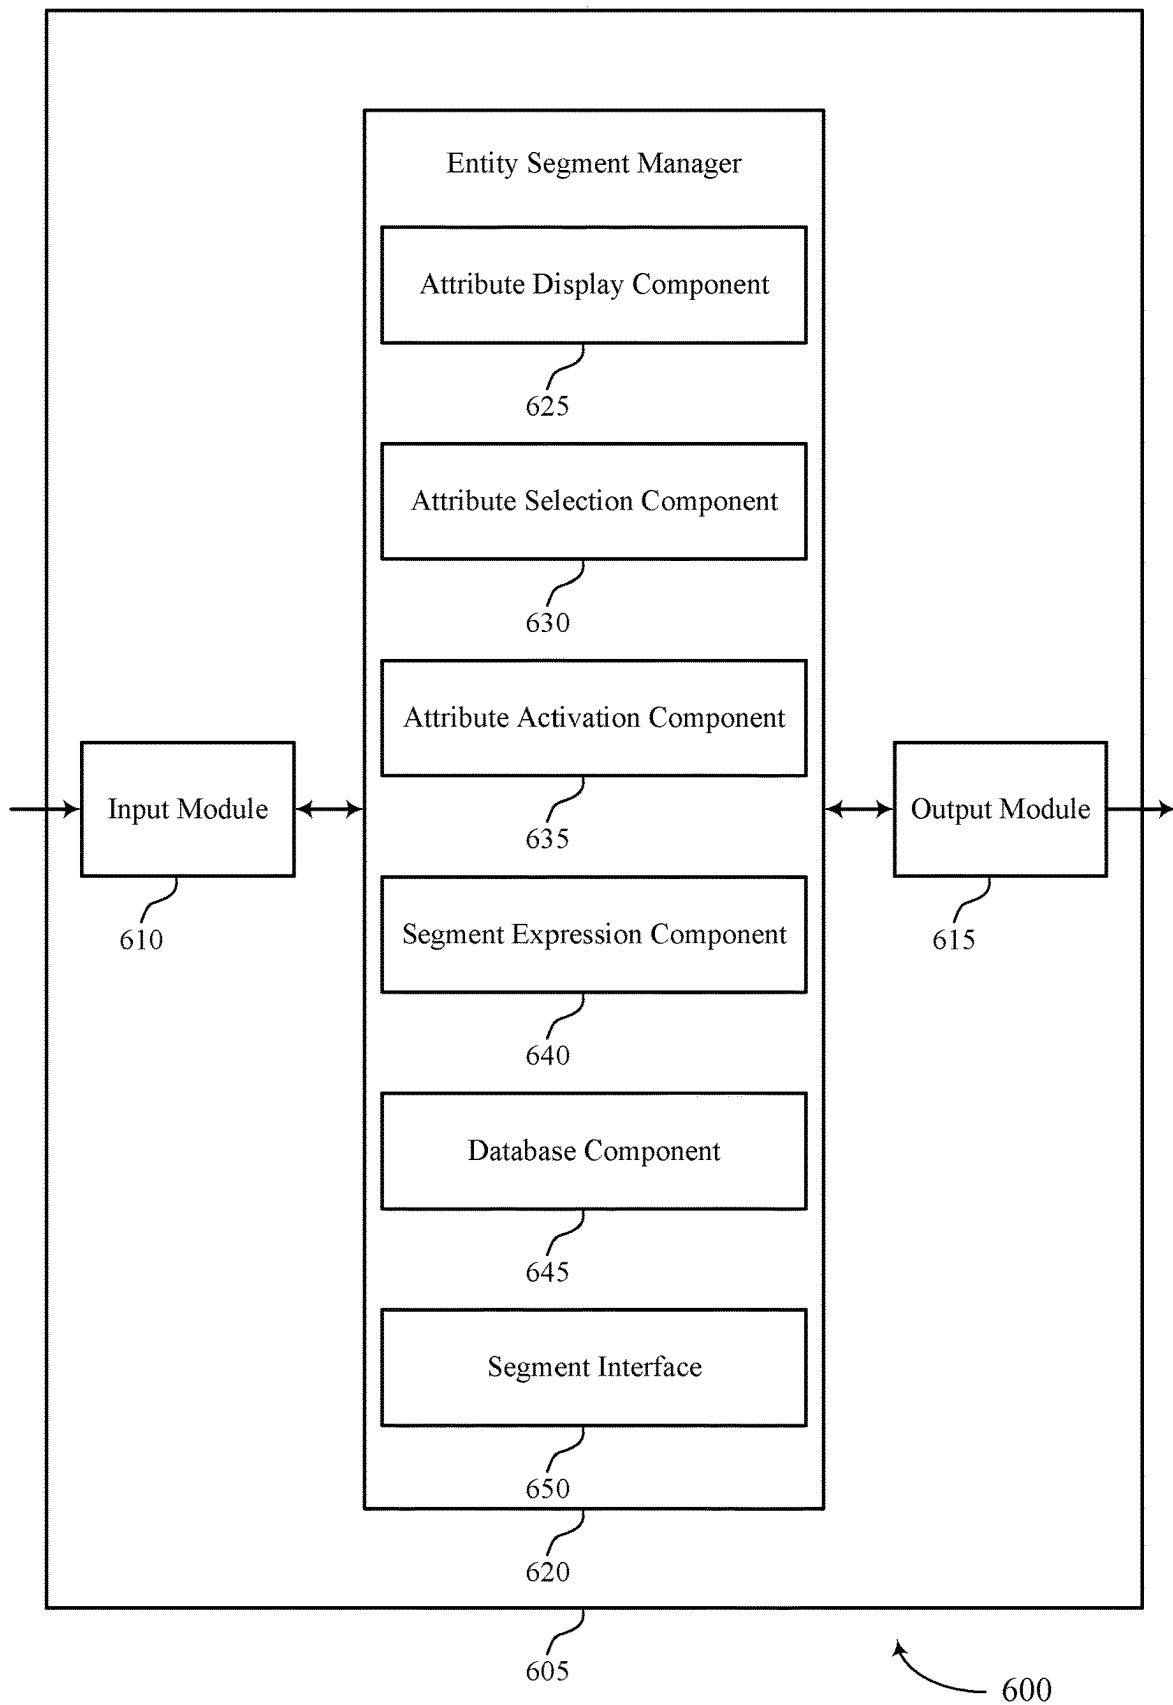 Entity Segment Manager
Attribute Display Component
625
Attribute Selection Component
630
Attribute Activation Component
635
Input Module
610
Output Module
615
Segment Expression Component
640
Database Component
645
Segment Interface
650
620
605
600